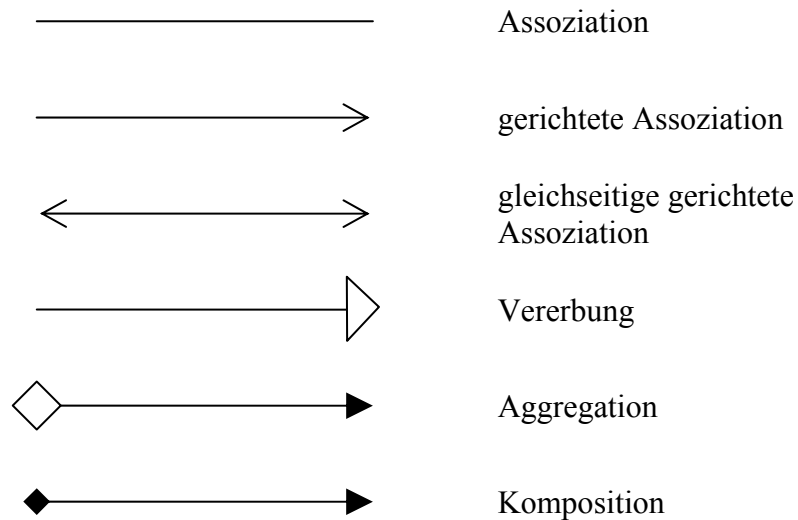 Assoziation
gerichtete Assoziation
gleichseitige gerichtete
Assoziation
Vererbung
Aggregation
Komposition